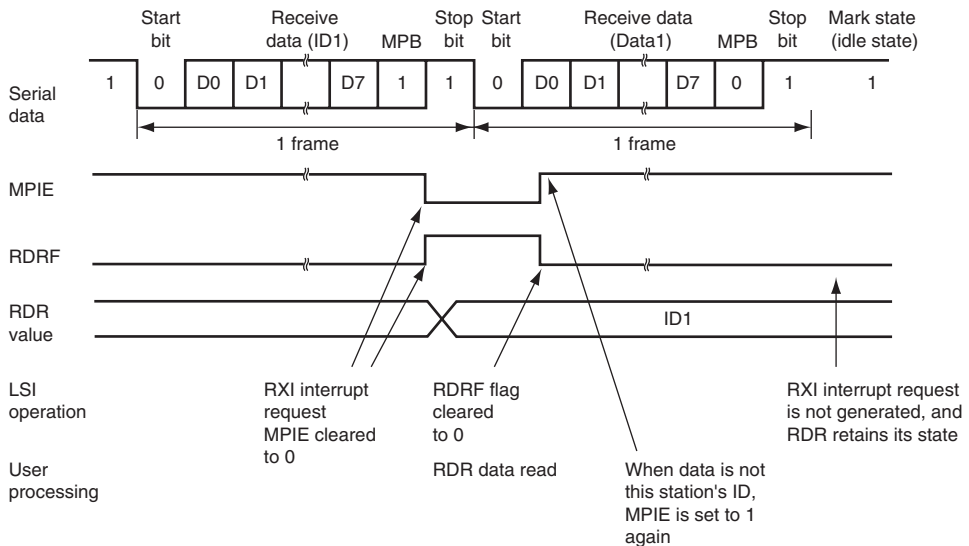 Start bit
Receive data (ID1)
MPB
Stop bit
Start bit
Receive data (Data1)
MPB
Stop bit
Mark state (idle state)
Serial data
1 0 D0 D1 D7 1 1 0 D0 D1 D7 0 1 1
1 frame
1 frame
MPIE
RDRF
RDR value
ID1
LSI operation
RXI interrupt request MPIE cleared to 0
RDRF flag cleared to 0
RXI interrupt request is not generated, and RDR retains its state
User processing
RDR data read
When data is not this station's ID, MPIE is set to 1 again